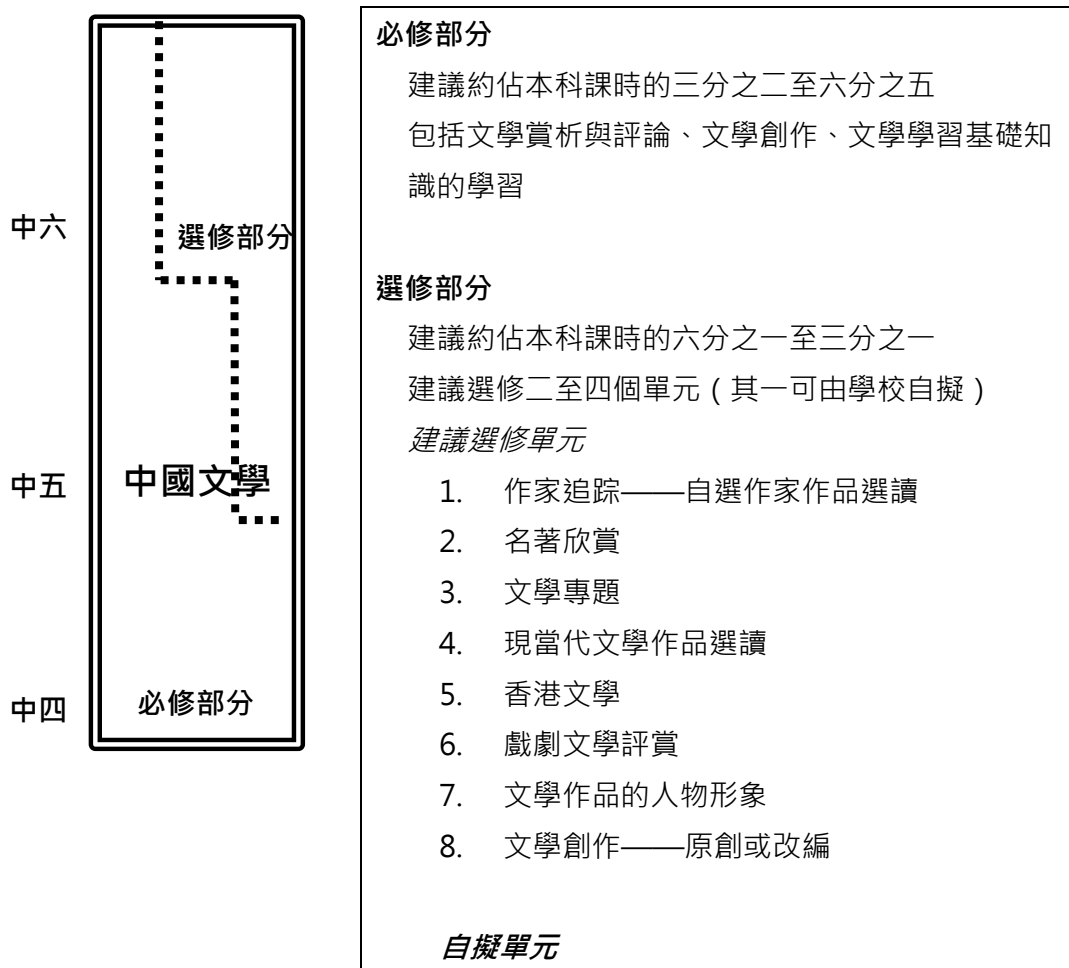 中六
選修部分
中五
中國文學
中四
必修部分
必修部分
建議約佔本科課時的三分之二至六分之五
包括文學賞析與評論、文學創作、文學學習基礎知
識的學習
選修部分
建議約佔本科課時的六分之一至三分之一
建議選修二至四個單元（其一可由學校自擬）
建議選修單元
1. 作家追踪——自選作家作品選讀
2. 名著欣賞
3. 文學專題
4. 現當代文學作品選讀
5. 香港文學
6. 戲劇文學評賞
7. 文學作品的人物形象
8. 文學創作——原創或改編
自擬單元